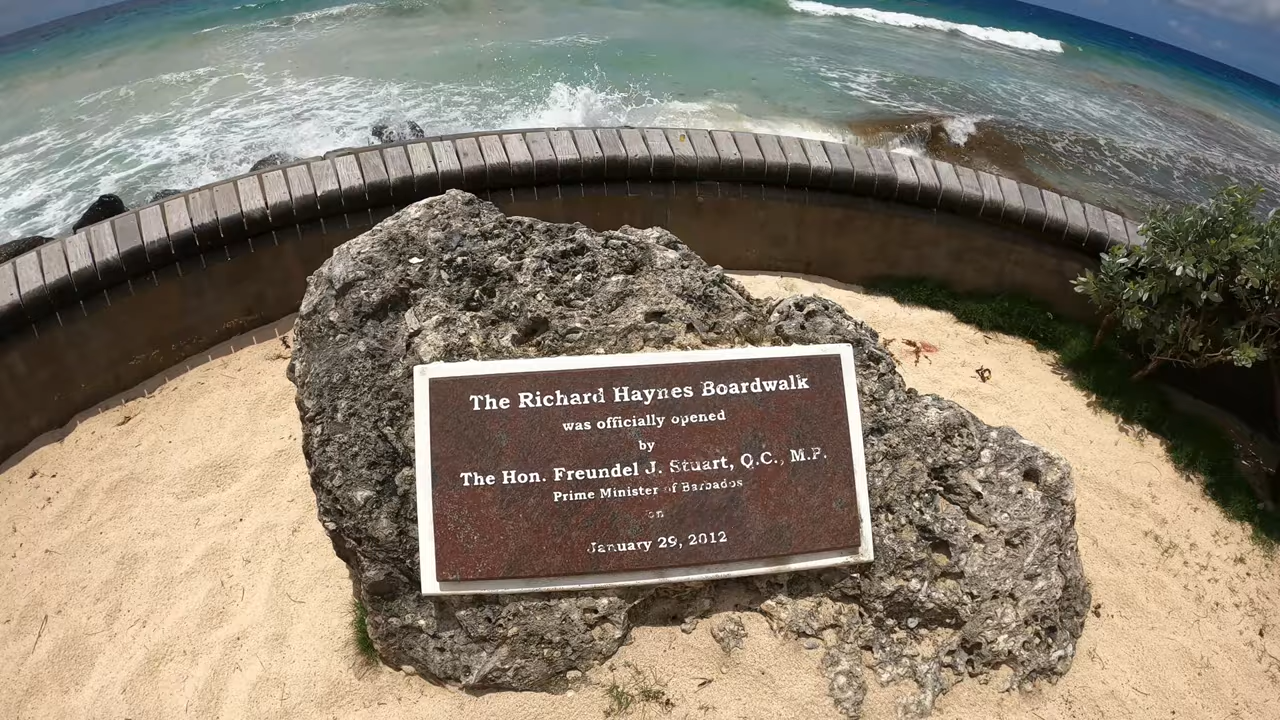 The Richard Haynes Boardwalk
was officially opened
by
The Hon. Freundel J. Stuart, Q.C., M.P.
Prime Minister of Barbados
on
January 29, 2012